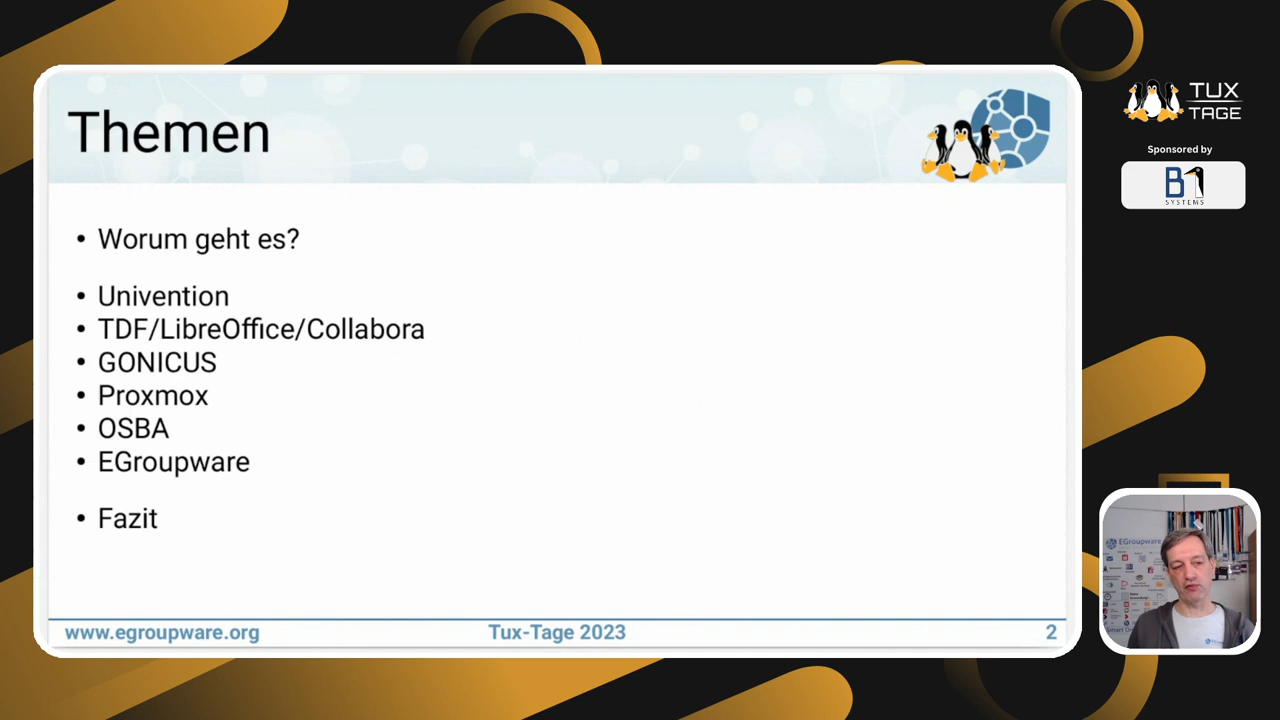 Themen
• Worum geht es?
• Univention
• TDF/LibreOffice/Collabora
• GONICUS
• Proxmox
• OSBA
• EGroupware
• Fazit
www.egroupware.org
Tux-Tage 2023
2
TUX
TAGE
Sponsored by
B1
SYSTEMS
EGroupware